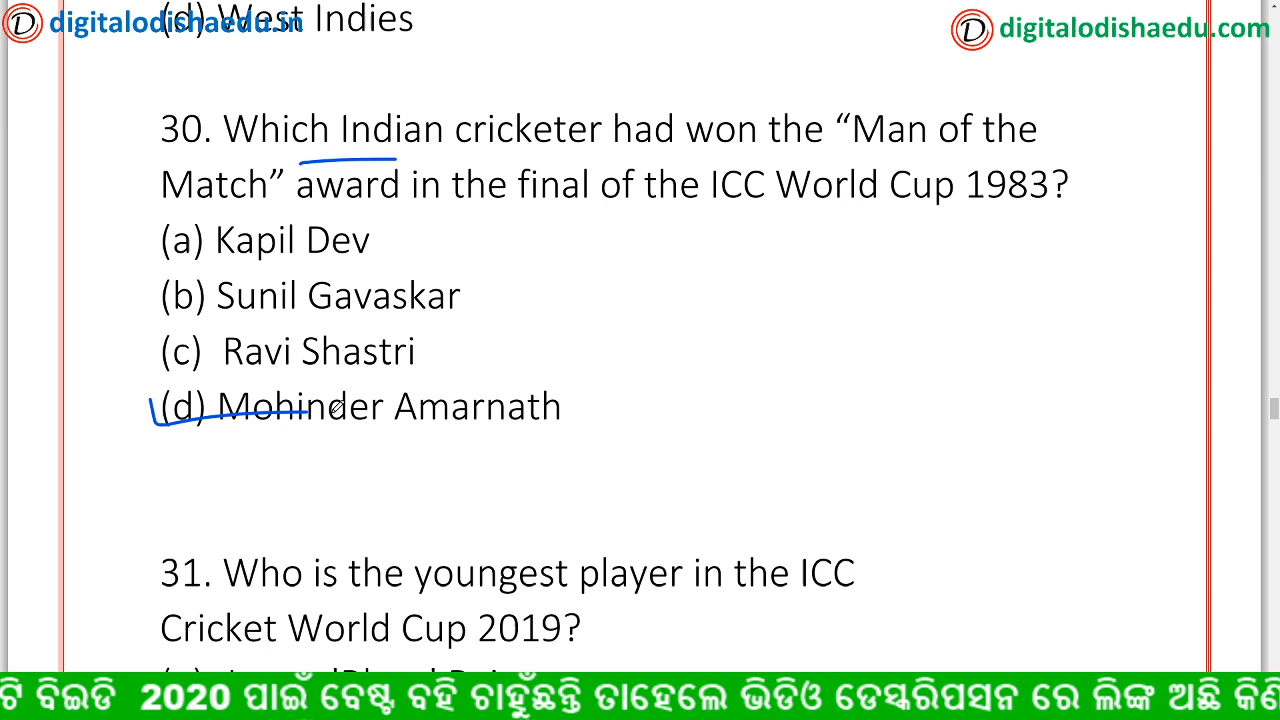 (d) West Indies
digitalodishaedu.in
digitalodishaedu.com
30. Which Indian cricketer had won the “Man of the
Match” award in the final of the ICC World Cup 1983?
(a) Kapil Dev
(b) Sunil Gavaskar
(c) Ravi Shastri
(d) Mohinder Amarnath
31. Who is the youngest player in the ICC
Cricket World Cup 2019?
ଟି ବିଇଡି 2020 ପାଇଁ ବେଷ୍ଟ ବହି ଚାହୁଁଛନ୍ତି ତାହେଲେ ଭିଡିଓ ଡେସ୍କରିପସନ ରେ ଲିଙ୍କ ଅଛି କିଣି